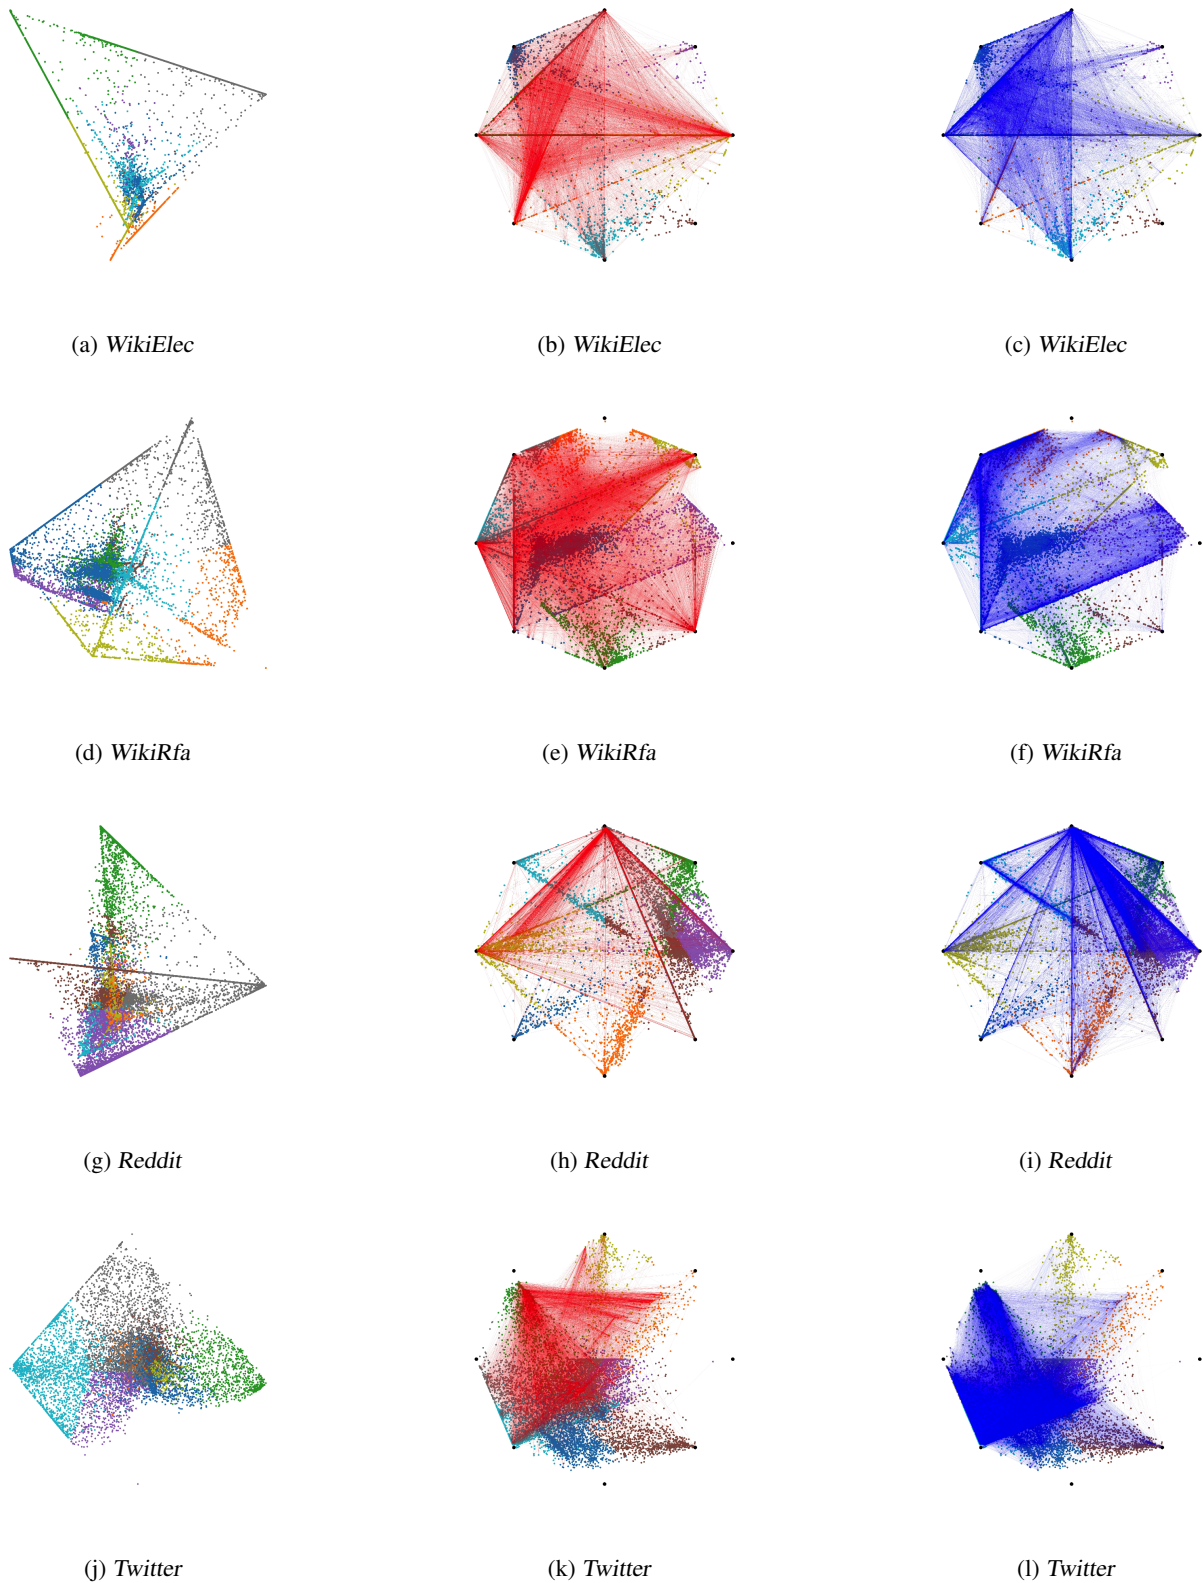 (a) WikiElec
(b) WikiElec
(c) WikiElec
(d) WikiRfa
(e) WikiRfa
(f) WikiRfa
(g) Reddit
(h) Reddit
(i) Reddit
(j) Twitter
(k) Twitter
(l) Twitter